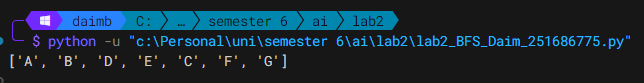 daimb C: … semester 6 ai lab2
$ python -u "c:\Personal\uni\semester 6\ai\lab2\lab2_BFS_Daim_251686775.py"
['A', 'B', 'D', 'E', 'C', 'F', 'G']